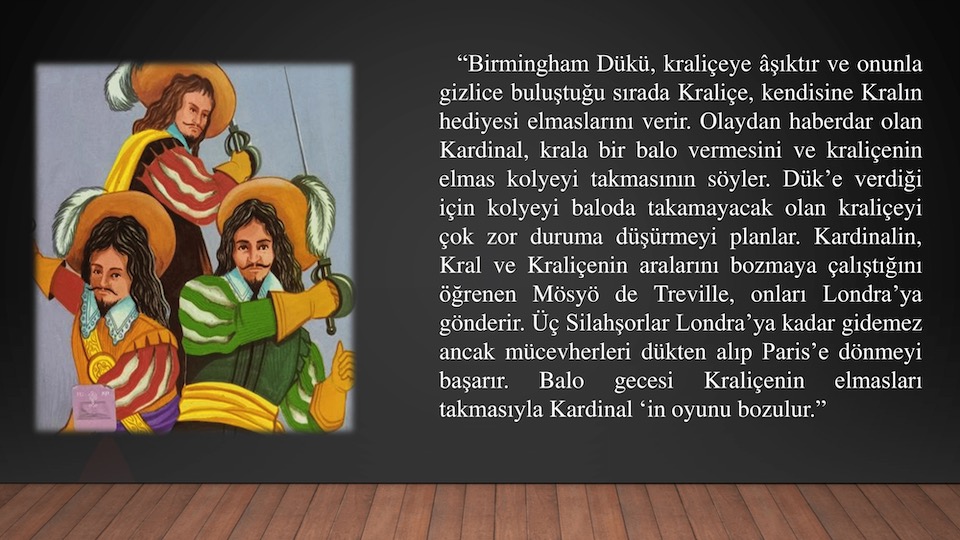 “Birmingham Dükü, kraliçeye âşıktır ve onunla
gizlice buluştuğu sırada Kraliçe, kendisine Kralın
hediyesi elmaslarını verir. Olaydan haberdar olan
Kardinal, krala bir balo vermesini ve kraliçenin
elmas kolyeyi takmasının söyler. Dük’e verdiği
için kolyeyi baloda takamayacak olan kraliçeyi
çok zor duruma düşürmeyi planlar. Kardinalin,
Kral ve Kraliçenin aralarını bozmaya çalıştığını
öğrenen Mösyö de Treville, onları Londra’ya
gönderir. Üç Silahşorlar Londra’ya kadar gidemez
ancak mücevherleri dükten alıp Paris’e dönmeyi
başarır. Balo gecesi Kraliçenin elmasları
takmasıyla Kardinal ‘in oyunu bozulur.”